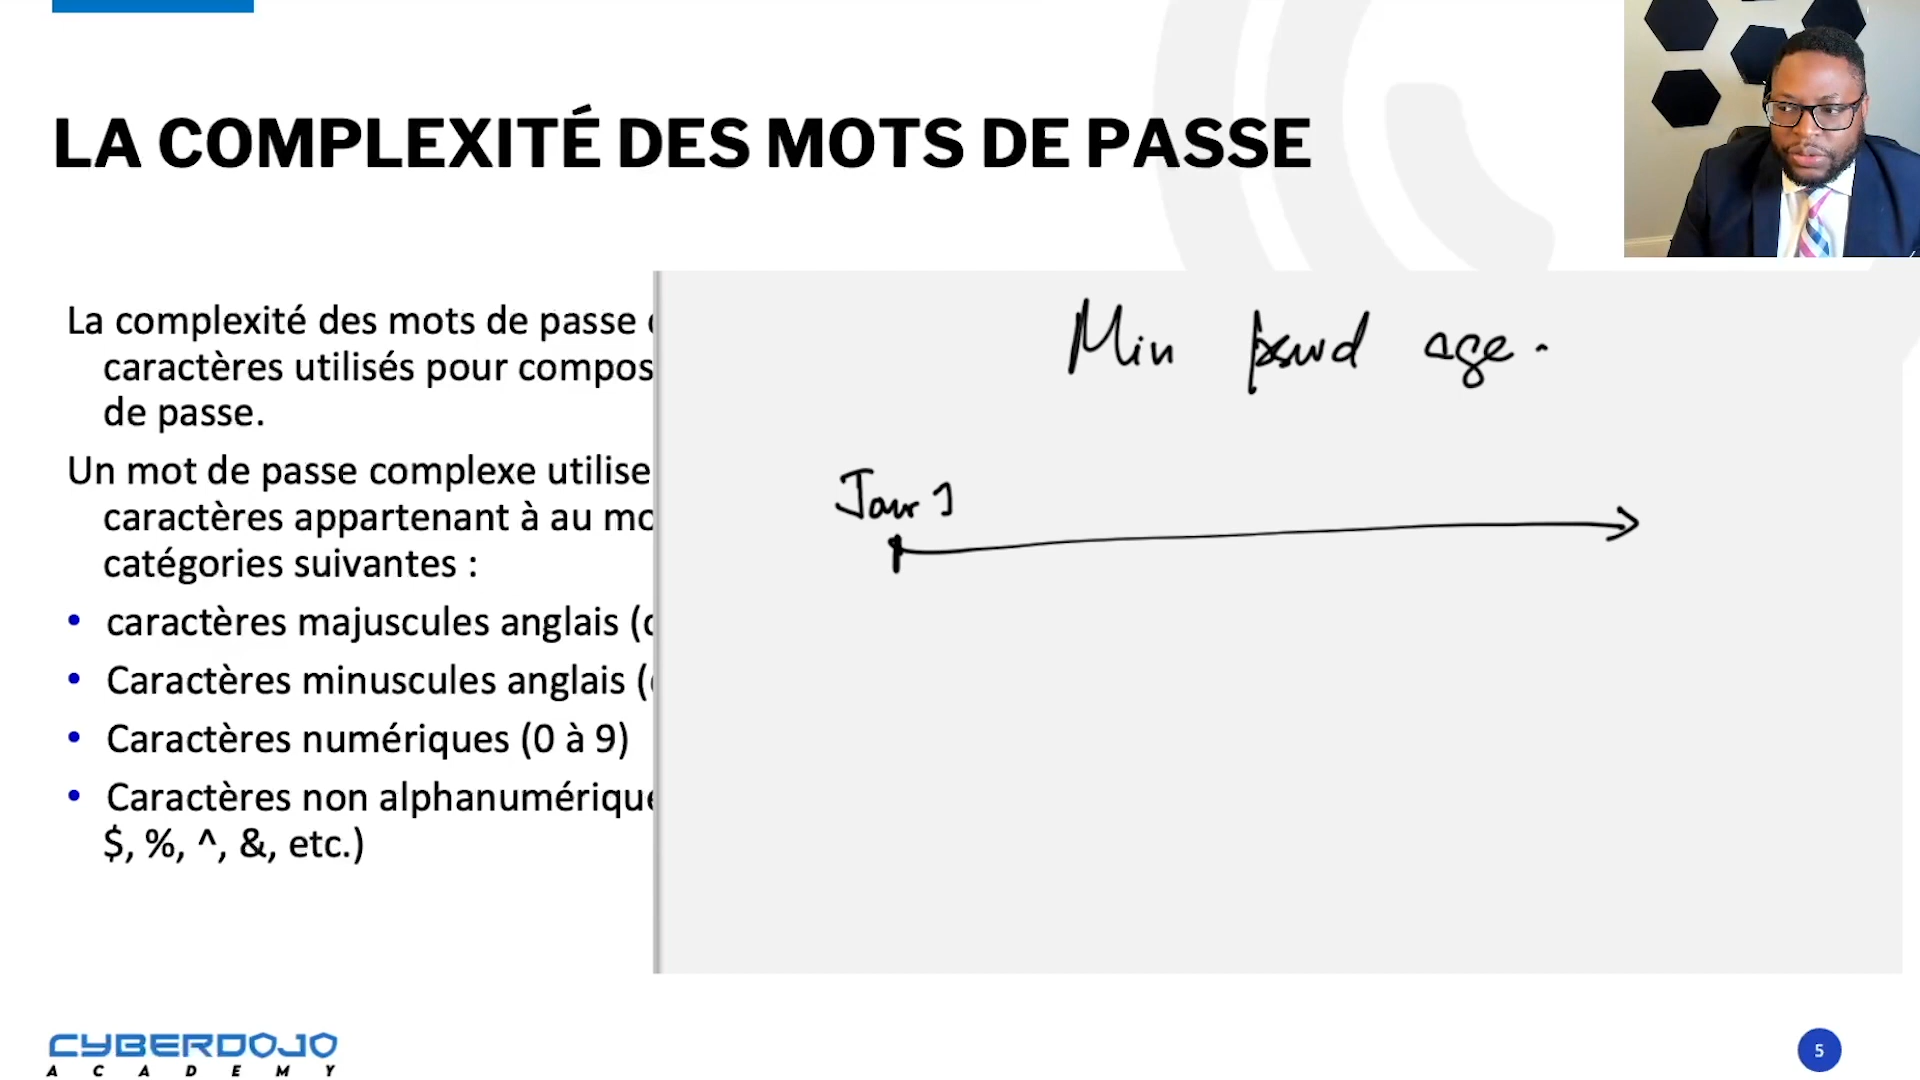 LA COMPLEXITÉ DES MOTS DE PASSE
La complexité des mots de passe
caractères utilisés pour compos
de passe.
Un mot de passe complexe utilise
caractères appartenant à au mo
catégories suivantes :
• caractères majuscules anglais (
• Caractères minuscules anglais (
• Caractères numériques (0 à 9)
• Caractères non alphanumérique
$, %, ^, &, etc.)
Min pswd age.
Jour 1
CYBERDOJO
ACADEMY
5